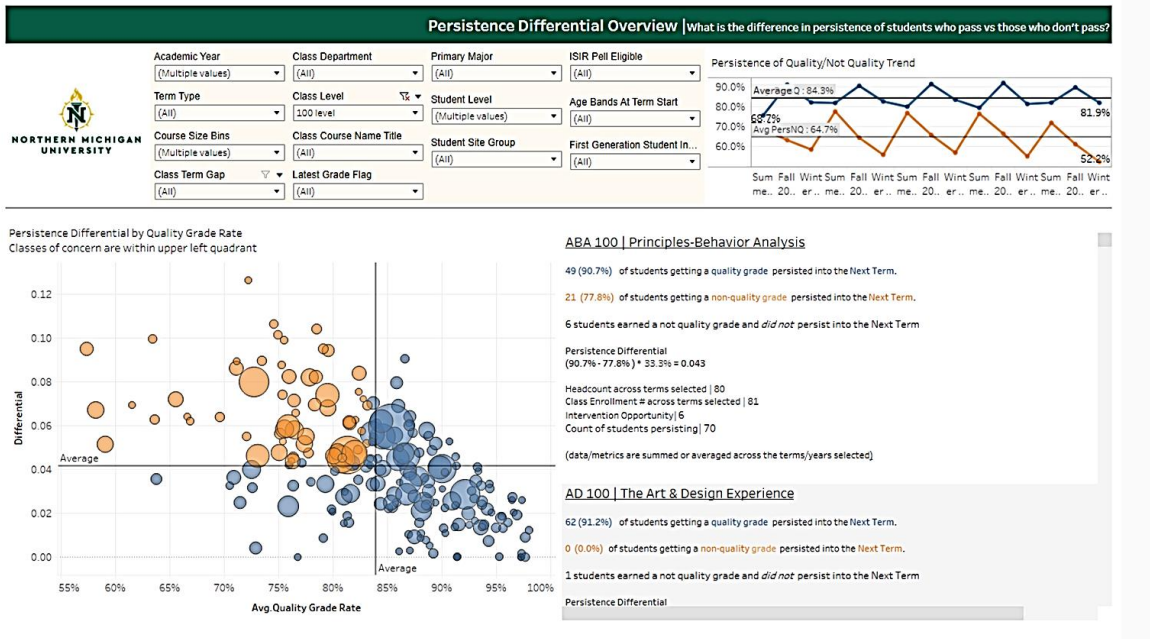 Persistence Differential Overview | What is the difference in persistence of students who pass vs those who don't pass?
NORTHERN MICHIGAN
UNIVERSITY
Academic Year
(Multiple values)
Class Department
(All)
Primary Major
(All)
ISIR Pell Eligible
(All)
Term Type
(All)
Class Level
100 level
Student Level
(Multiple values)
Age Bands At Term Start
(All)
Course Size Bins
(Multiple values)
Class Course Name Title
(All)
Student Site Group
(All)
First Generation Student In...
(All)
Class Term Gap
(All)
Latest Grade Flag
(All)
Persistence of Quality/Not Quality Trend
90.0%
80.0%
70.0%
60.0%
Average Q : 84.3%
68.7%
Avg PersNQ : 64.7%
81.9%
52.2%
Sum Fall Wint Sum Fall Wint Sum Fall Wint Sum Fall Wint Sum Fall Wint
me.. 20.. er .. me.. 20.. er .. me.. 20.. er .. me.. 20.. er .. me.. 20.. er ..
Persistence Differential by Quality Grade Rate
Classes of concern are within upper left quadrant
Differential
0.12
0.10
0.08
0.06
0.04
0.02
0.00
Average
Average
55% 60% 65% 70% 75% 80% 85% 90% 95% 100%
Avg.Quality Grade Rate
ABA 100 | Principles-Behavior Analysis
49 (90.7%) of students getting a quality grade persisted into the Next Term.
21 (77.8%) of students getting a non-quality grade persisted into the Next Term.
6 students earned a not quality grade and did not persist into the Next Term
Persistence Differential
(90.7% - 77.8%) * 33.3% = 0.043
Headcount across terms selected | 80
Class Enrollment # across terms selected | 81
Intervention Opportunity| 6
Count of students persisting| 70
(data/metrics are summed or averaged across the terms/years selected)
AD 100 | The Art & Design Experience
62 (91.2%) of students getting a quality grade persisted into the Next Term.
0 (0.0%) of students getting a non-quality grade persisted into the Next Term.
1 students earned a not quality grade and did not persist into the Next Term
Persistence Differential